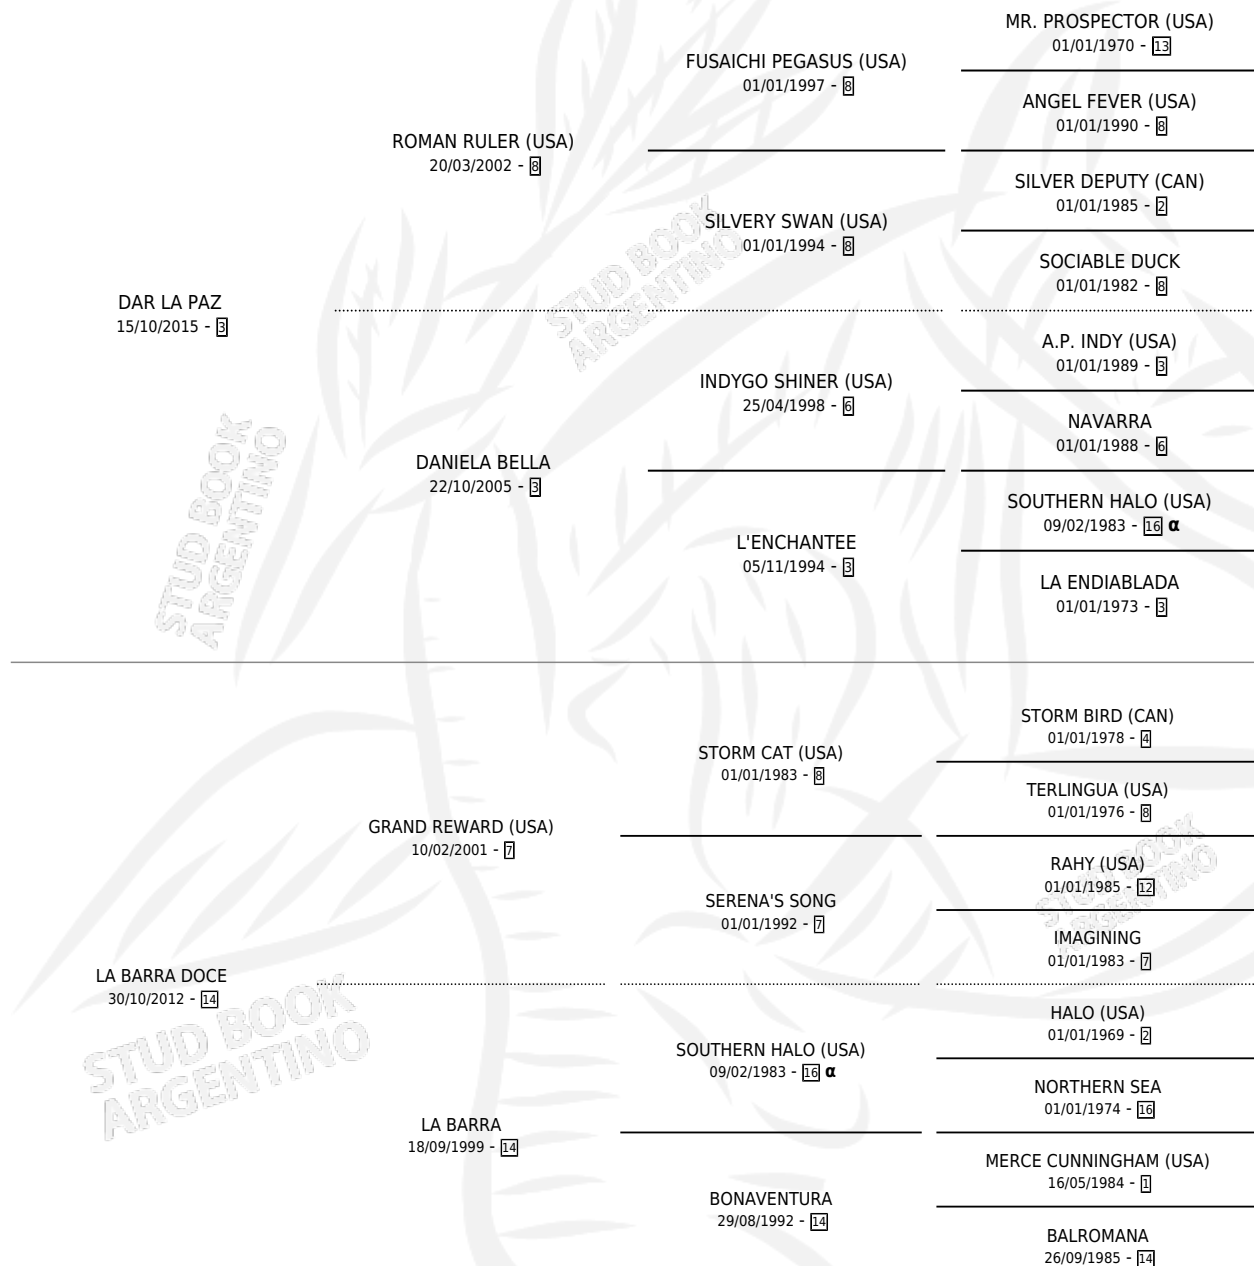 MR. PROSPECTOR (USA)
01/01/1970 - 13
FUSAICHI PEGASUS (USA)
01/01/1997 - 8
ANGEL FEVER (USA)
01/01/1990 - 8
ROMAN RULER (USA)
20/03/2002 - 8
SILVER DEPUTY (CAN)
01/01/1985 - 2
SILVERY SWAN (USA)
01/01/1994 - 8
SOCIABLE DUCK
01/01/1982 - 8
STUD BOOK
ARGENTINO
DAR LA PAZ
15/10/2015 - 3
A.P. INDY (USA)
01/01/1989 - 3
INDYGO SHINER (USA)
25/04/1998 - 6
NAVARRA
01/01/1988 - 6
DANIELA BELLA
22/10/2005 - 3
SOUTHERN HALO (USA)
09/02/1983 - 16 α
L'ENCHANTEE
05/11/1994 - 3
LA ENDIABLADA
01/01/1973 - 3
STUD BOOK
ARGENTINO
STORM BIRD (CAN)
01/01/1978 - 4
STORM CAT (USA)
01/01/1983 - 8
TERLINGUA (USA)
01/01/1976 - 8
GRAND REWARD (USA)
10/02/2001 - 7
RAHY (USA)
01/01/1985 - 12
SERENA'S SONG
01/01/1992 - 7
IMAGINING
01/01/1983 - 7
STUD BOOK
ARGENTINO
LA BARRA DOCE
30/10/2012 - 14
HALO (USA)
01/01/1969 - 2
SOUTHERN HALO (USA)
09/02/1983 - 16 α
NORTHERN SEA
01/01/1974 - 16
LA BARRA
18/09/1999 - 14
MERCE CUNNINGHAM (USA)
16/05/1984 - 1
BONAVENTURA
29/08/1992 - 14
BALROMANA
26/09/1985 - 14
STUD BOOK
ARGENTINO